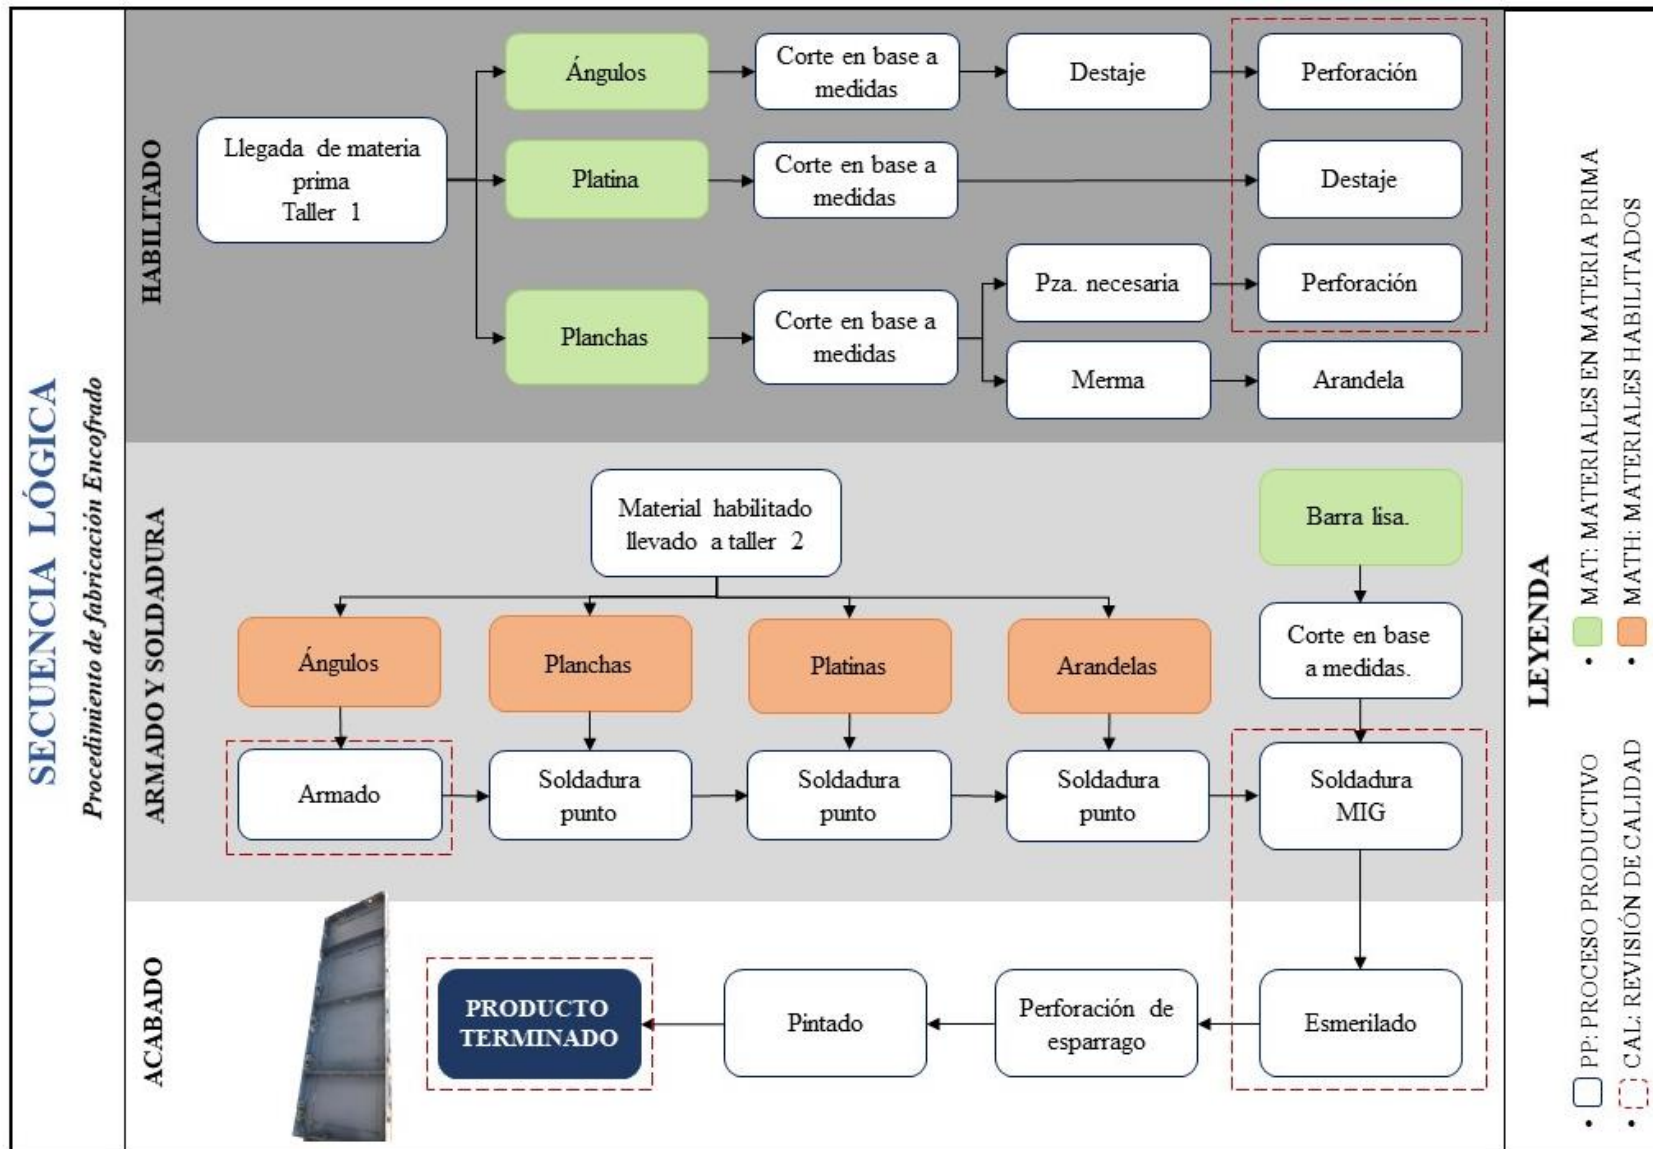 SECUENCIA LÓGICA
Procedimiento de fabricación Encofrado
HABILITADO
Llegada de materia
prima
Taller 1
Ángulos
Corte en base a
medidas
Destaje
Perforación
Platina
Corte en base a
medidas
Destaje
Planchas
Corte en base a
medidas
Pza. necesaria
Perforación
Merma
Arandela
ARMADO Y SOLDADURA
Material habilitado
llevado a taller 2
Barra lisa.
Ángulos
Planchas
Platinas
Arandelas
Corte en base
a medidas.
Armado
Soldadura
punto
Soldadura
punto
Soldadura
punto
Soldadura
MIG
ACABADO
PRODUCTO
TERMINADO
Pintado
Perforación de
esparrago
Esmerilado
LEYENDA
• MAT: MATERIALES EN MATERIA PRIMA
• MATH: MATERIALES HABILITADOS
• PP: PROCESO PRODUCTIVO
• CAL: REVISIÓN DE CALIDAD